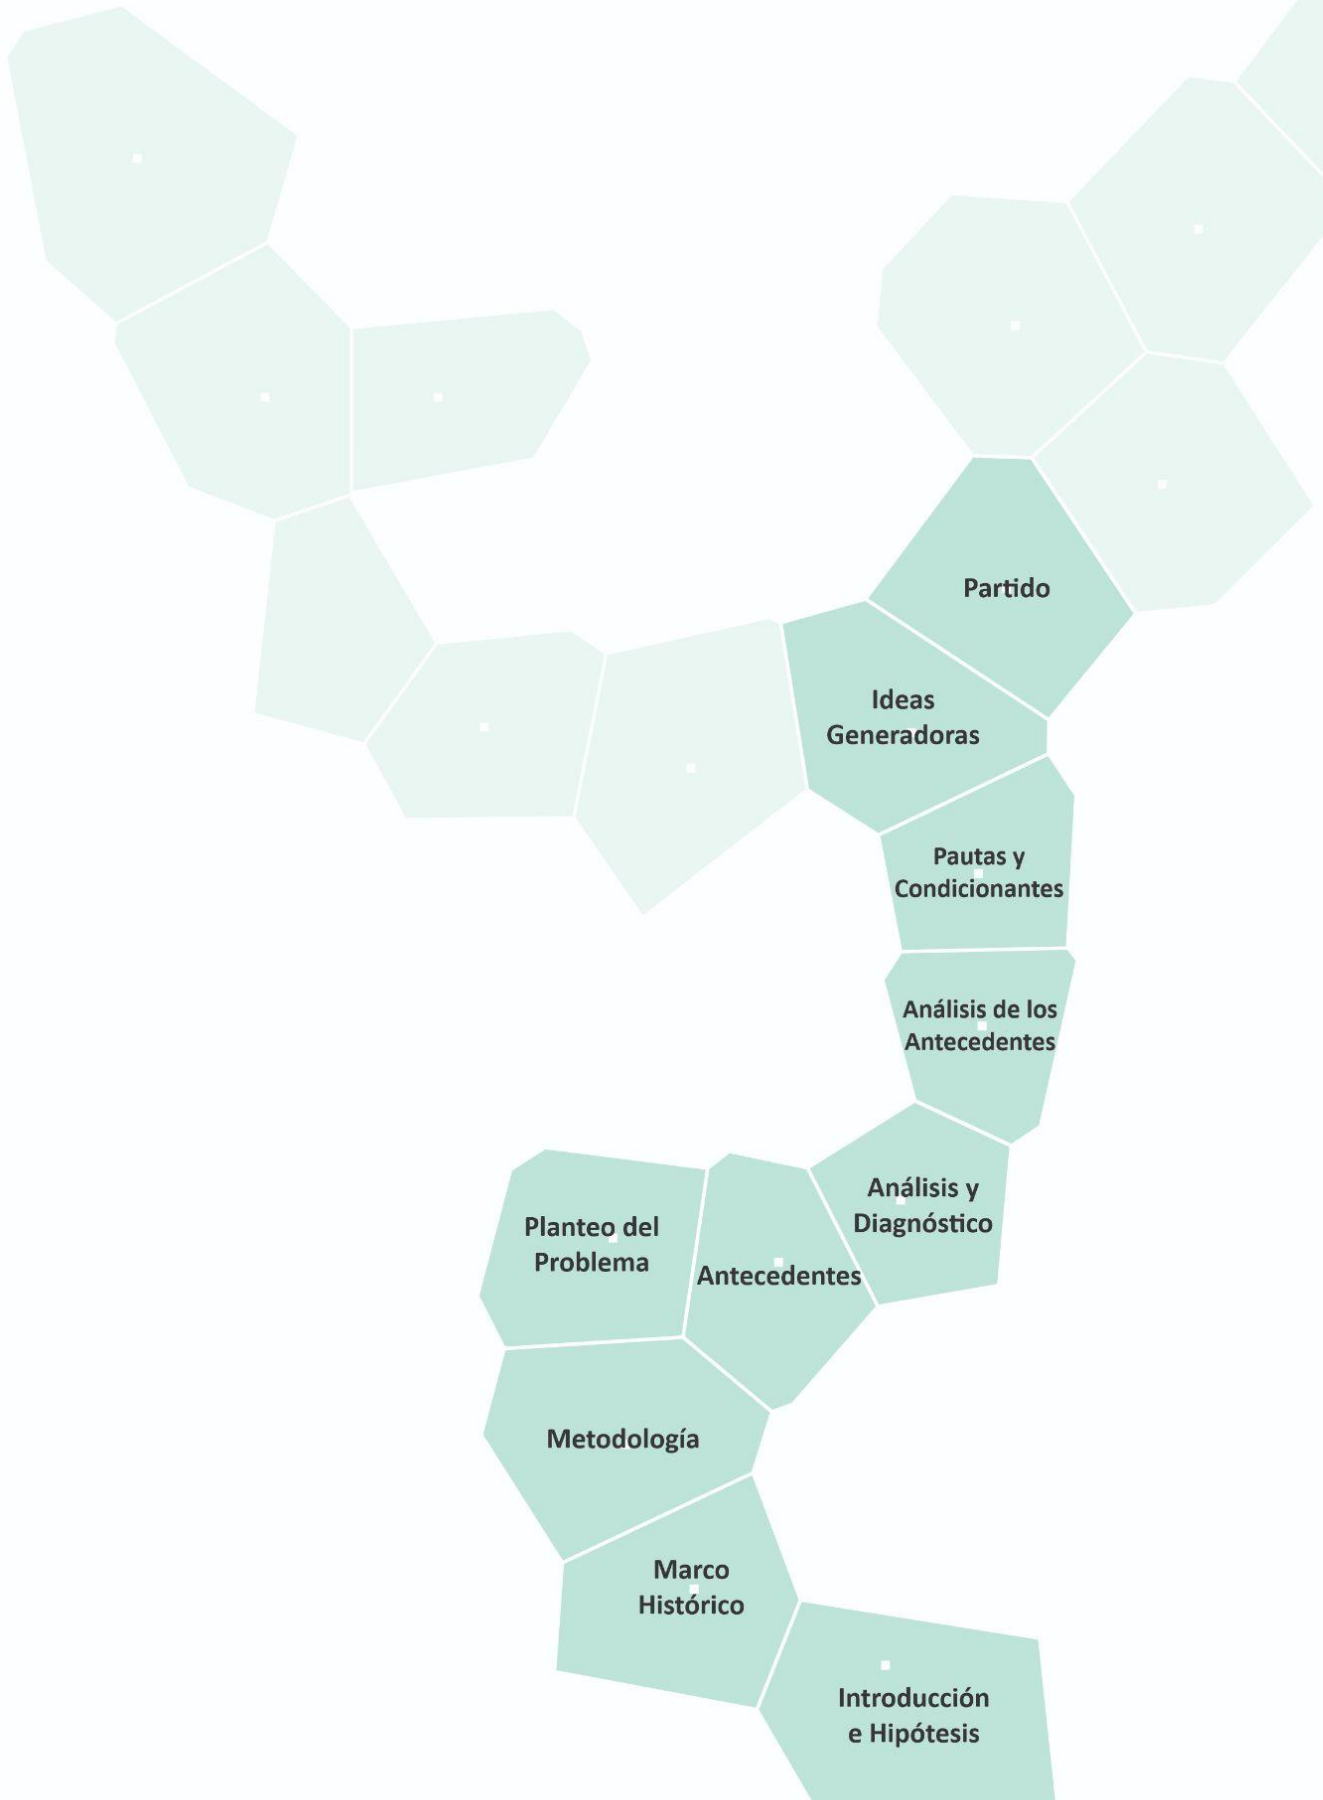 Partido
Ideas
Generadoras
Pautas y
Condicionantes
Análisis de los
Antecedentes
Análisis y
Diagnóstico
Planteo del
Problema
Antecedentes
Metodología
Marco
Histórico
Introducción
e Hipótesis